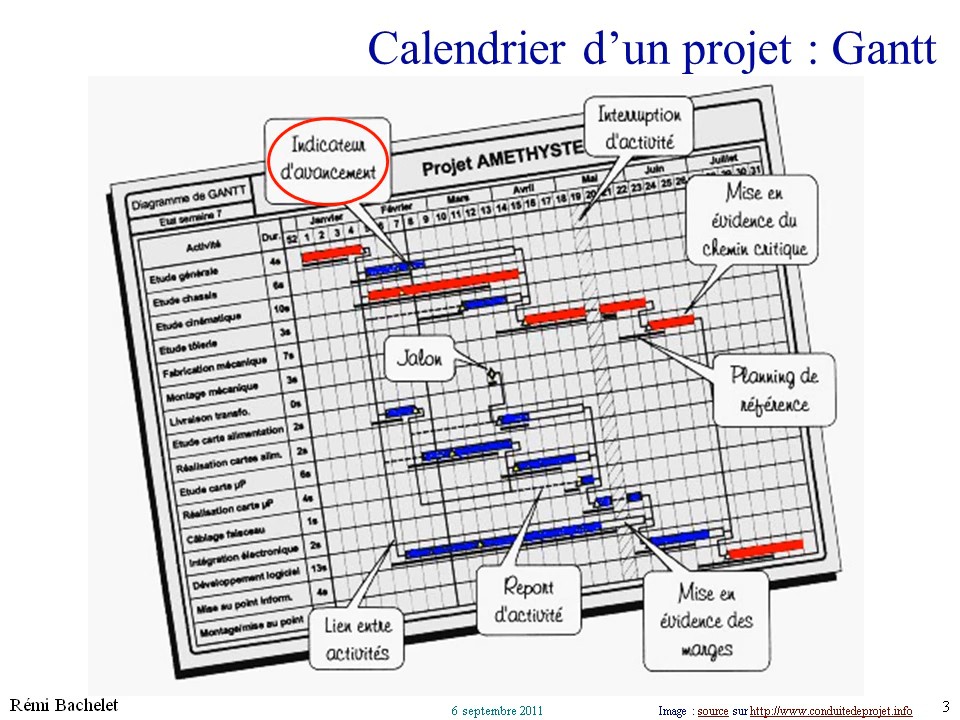 Calendrier d’un projet : Gantt
Interruption
d'activité
Indicateur
d'avancement
Projet AMETHYSTE
Diagramme de GANTT
Etat semaine 7
Janvier
Février
Mars
Avril
Mai
Juin
Juillet
Activité
Dur.
52 1 2 3 4
6 7 8 9 10 11 12 13 14 15 16 17 18 19 20 21 22 23 24 25 26
29 30 31
Mise en
évidence du
chemin critique
Etude générale 4s
Etude chassis 6s
Etude cinématique 10s
Etude tôlerie 3s
Fabrication mécanique 7s
Montage mécanique 3s
Livraison transfo. 0s
Etude carte alimentation 2s
Réalisation cartes alim. 2s
Etude carte µP 6s
Réalisation carte µP 4s
Câblage faisceau 1s
Intégration électronique 2s
Développement logiciel 13s
Mise au point inform. 4s
Montage/mise au point
Jalon
Planning de
référence
Report
d'activité
Mise en
évidence des
marges
Lien entre
activités
Rémi Bachelet
6 septembre 2011
Image : source sur http://www.conduitedeprojet.info
3